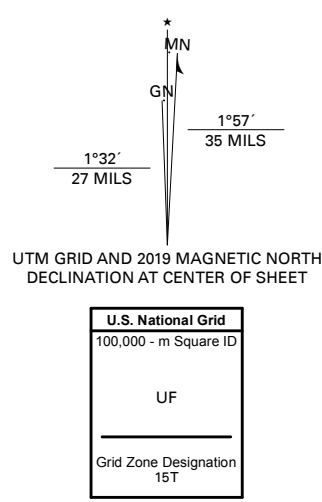 ★
MN
GN
1°57´
35 MILS
1°32´
27 MILS
UTM GRID AND 2019 MAGNETIC NORTH
DECLINATION AT CENTER OF SHEET
U.S. National Grid
100,000 - m Square ID
UF
Grid Zone Designation
15T